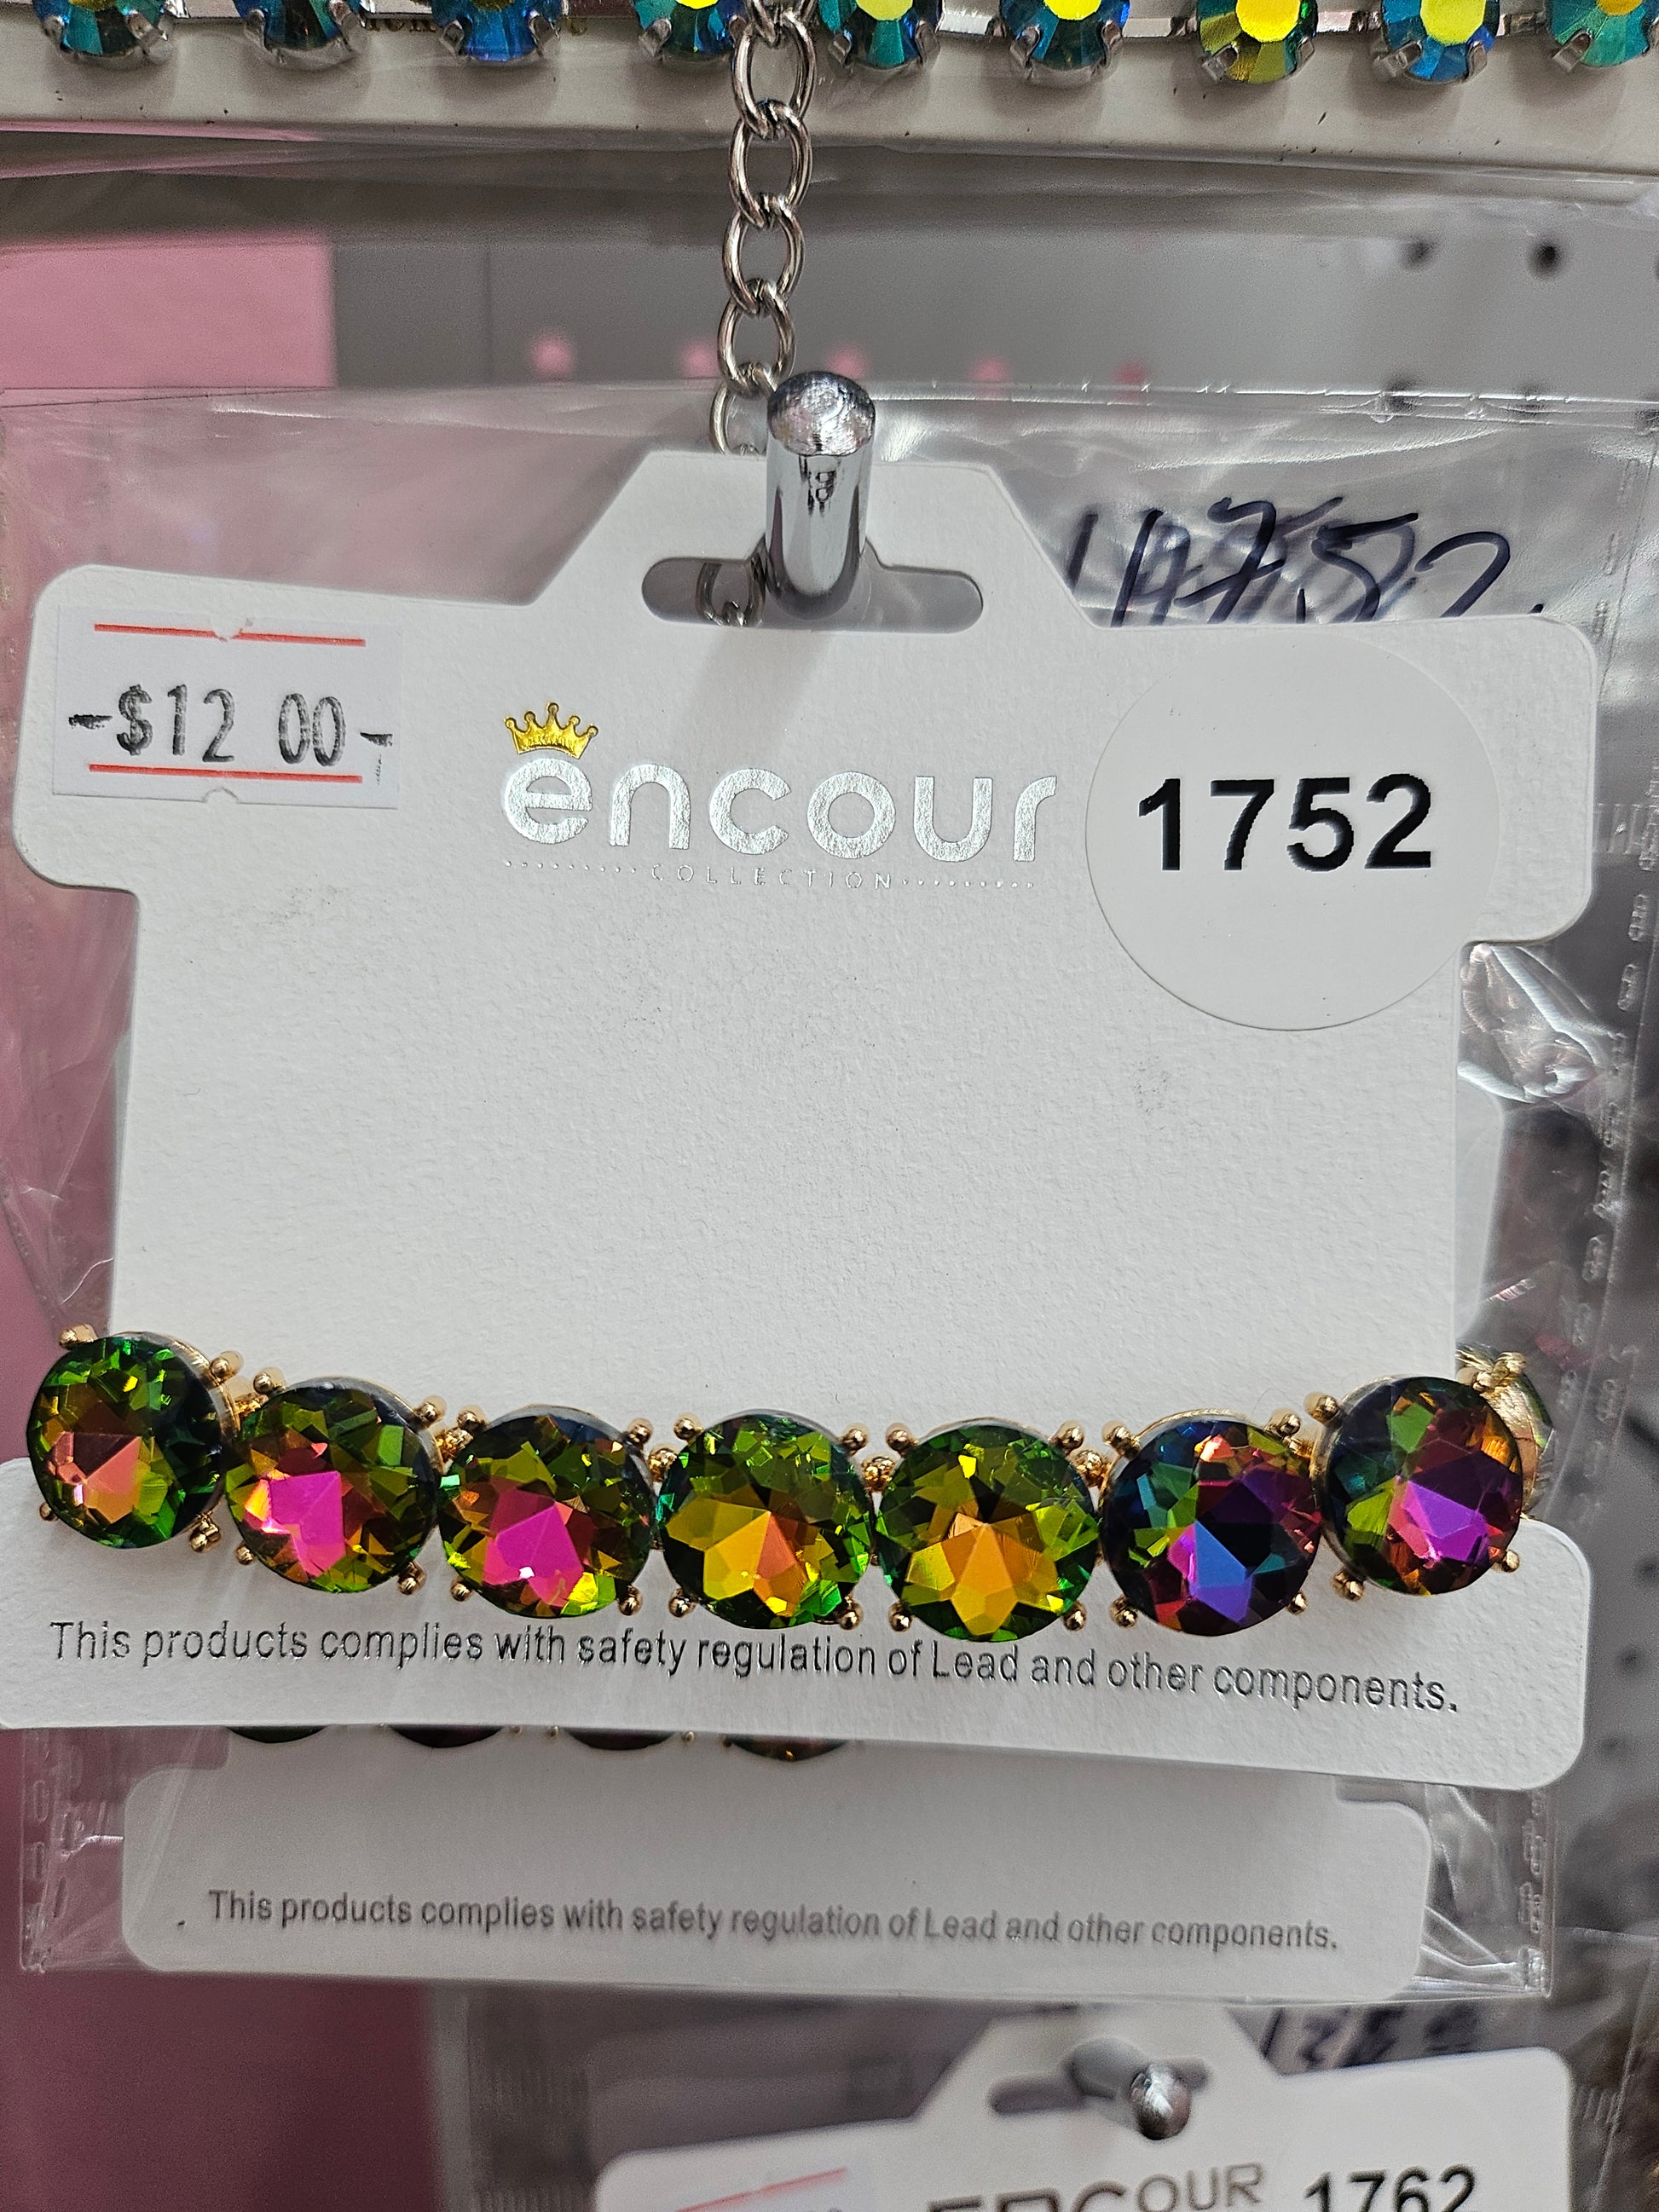 -$12 00-
encour
COLLECTION
1752
This products complies with safety regulation of Lead and other components.
This products complies with safety regulation of Lead and other components.
ENCOUR
1762